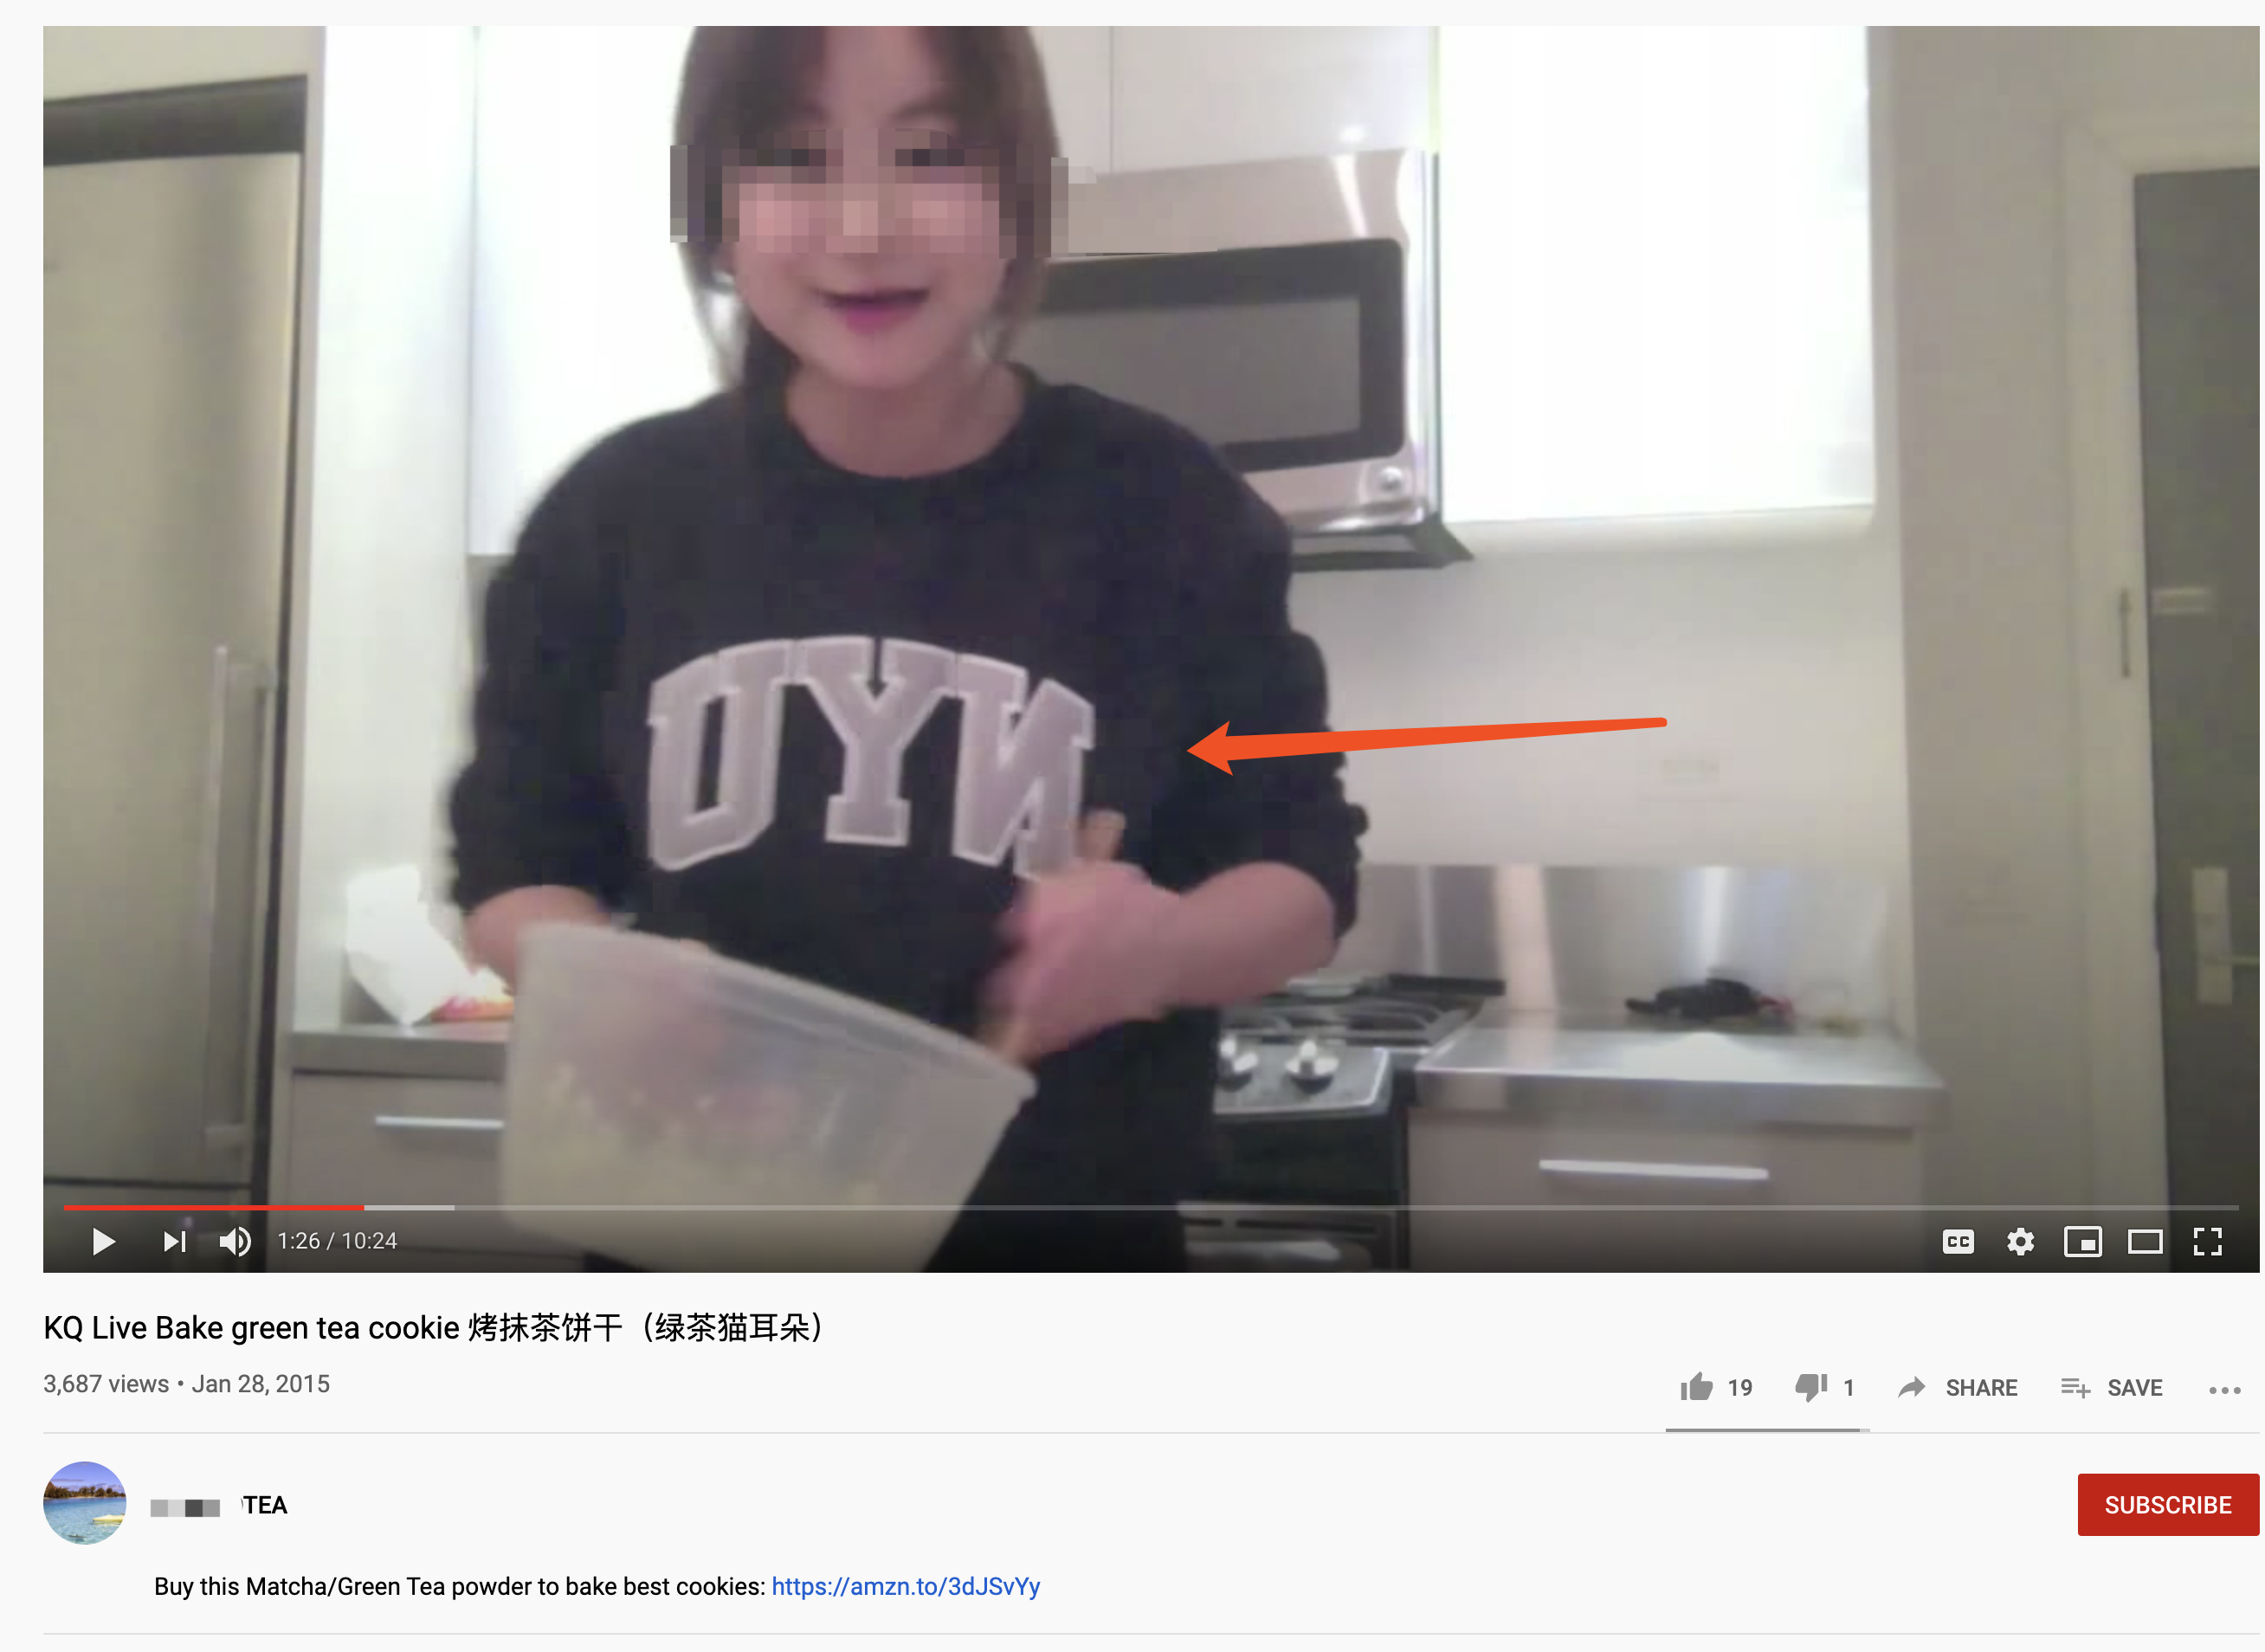 NYU
1:26 / 10:24
CC
KQ Live Bake green tea cookie 烤抹茶饼干（绿茶猫耳朵）
3,687 views • Jan 28, 2015
19
1
SHARE
SAVE
TEA
SUBSCRIBE
Buy this Matcha/Green Tea powder to bake best cookies: https://amzn.to/3dJSvYy